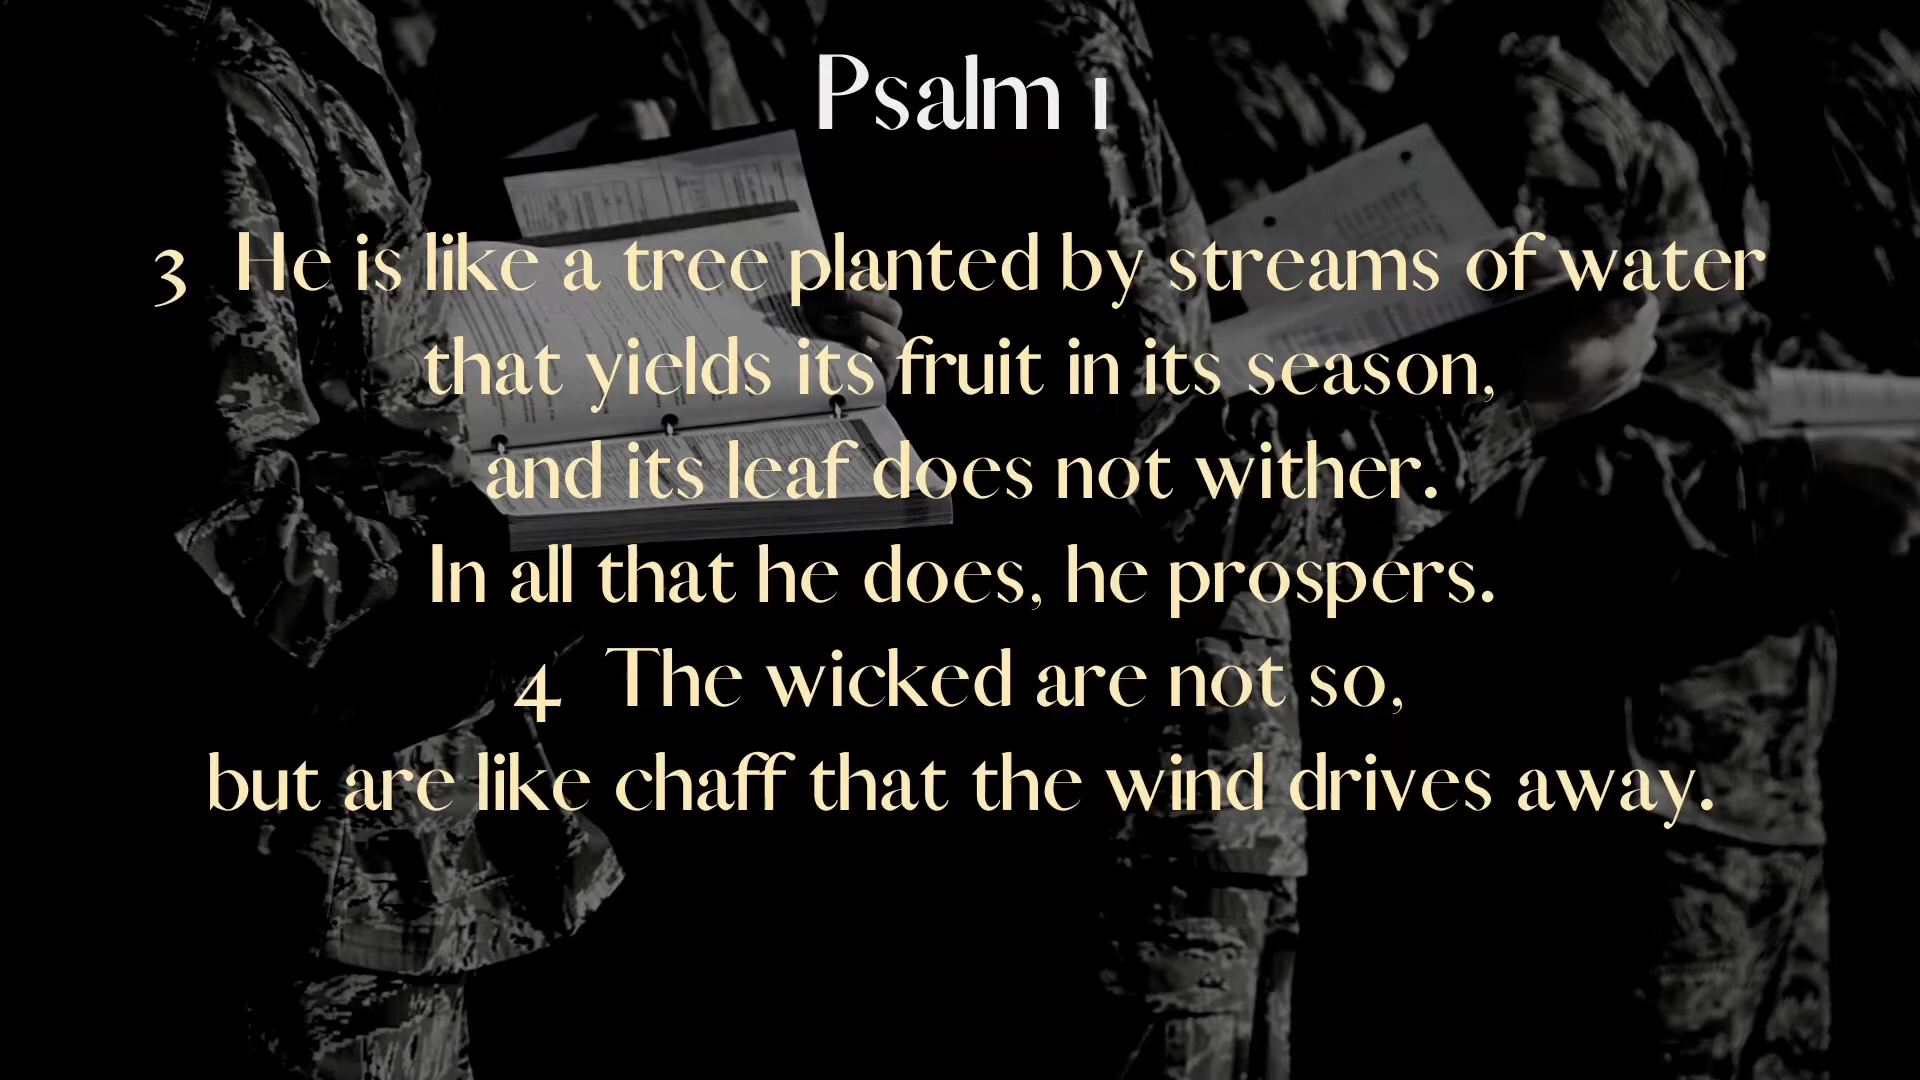 Psalm 1
3 He is like a tree planted by streams of water
that yields its fruit in its season,
and its leaf does not wither.
In all that he does, he prospers.
4 The wicked are not so,
but are like chaff that the wind drives away.